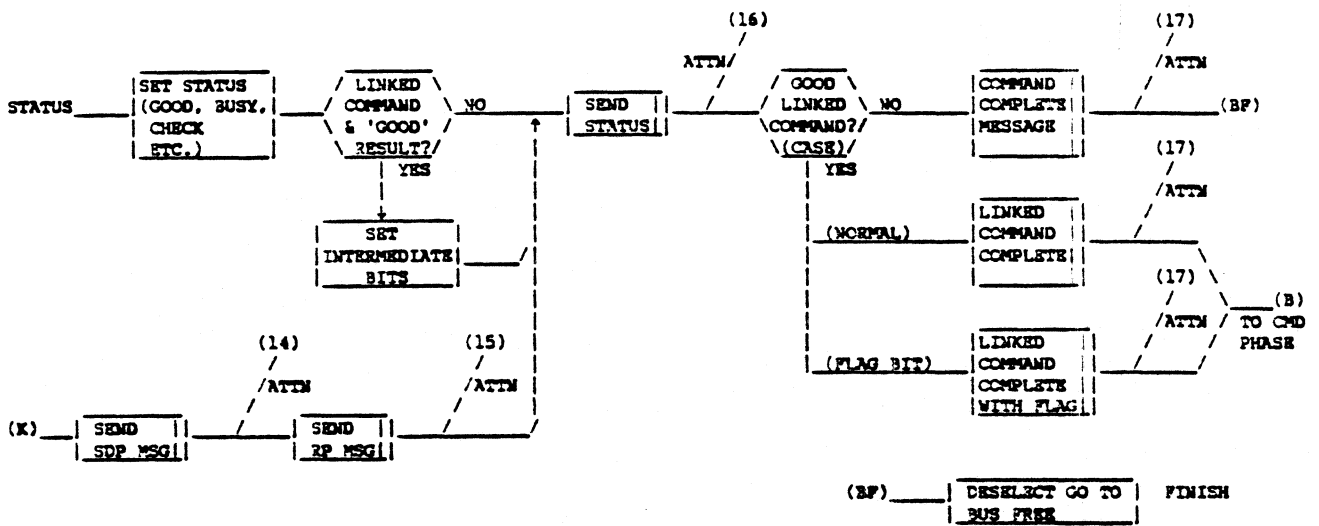 (16)
(17)
ATTN
ATTN
STATUS
SET STATUS
(GOOD, BUSY,
CHECK
ETC.)
LINKED
COMMAND
& 'GOOD'
RESULT?
NO
YES
SEND
STATUS
GOOD
LINKED
COMMAND?
(CASE)
NO
YES
COMMAND
COMPLETE
MESSAGE
(BF)
(17)
ATTN
SET
INTERMEDIATE
BITS
(NORMAL)
LINKED
COMMAND
COMPLETE
(17)
ATTN
(B)
TO CMD
PHASE
(14)
ATTN
(15)
ATTN
(FLAG BIT)
LINKED
COMMAND
COMPLETE
WITH FLAG
(K)
SEND
SDP MSG
SEND
RP MSG
(BF)
DESELECT GO TO
BUS FREE
FINISH